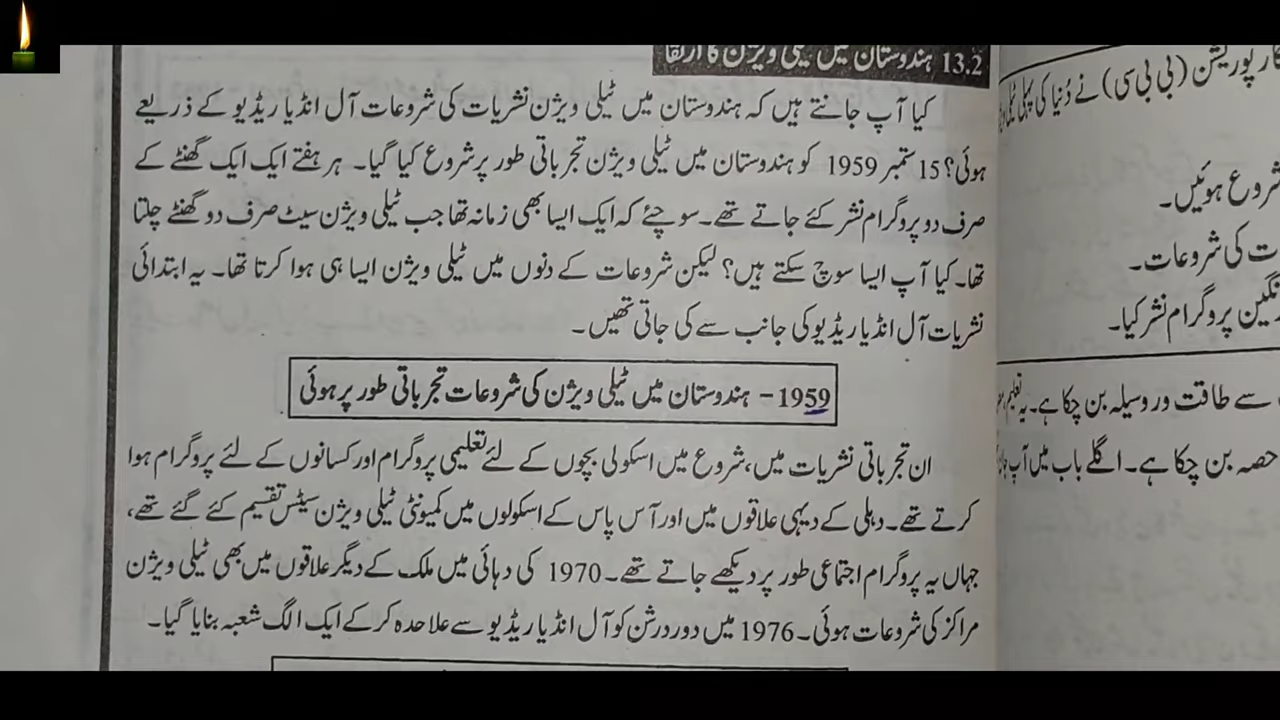 13.2 ہندوستان میں ٹیلی ویژن کا ارتقا
کیا آپ جانتے ہیں کہ ہندوستان میں ٹیلی ویژن نشریات کی شروعات آل انڈیا ریڈیو کے ذریعے
ہوئی؟ 15 ستمبر 1959 کو ہندوستان میں ٹیلی ویژن تجرباتی طور پر شروع کیا گیا۔ ہر ہفتے ایک ایک گھنٹے کے
صرف دو پروگرام نشر کئے جاتے تھے۔ سوچئے کہ ایک ایسا بھی زمانہ تھا جب ٹیلی ویژن سیٹ صرف دو گھنٹے چلتا
تھا۔ کیا آپ ایسا سوچ سکتے ہیں؟ لیکن شروعات کے دنوں میں ٹیلی ویژن ایسا ہی ہوا کرتا تھا۔ یہ ابتدائی
نشریات آل انڈیا ریڈیو کی جانب سے کی جاتی تھیں۔
1959 – ہندوستان میں ٹیلی ویژن کی شروعات تجرباتی طور پر ہوئی
ان تجرباتی نشریات میں، شروع میں اسکولی بچوں کے لئے تعلیمی پروگرام اور کسانوں کے لئے پروگرام ہوا
کرتے تھے۔ دہلی کے دیہی علاقوں میں اور آس پاس کے اسکولوں میں کمیونٹی ٹیلی ویژن سیٹس تقسیم کئے گئے تھے،
جہاں یہ پروگرام اجتماعی طور پر دیکھے جاتے تھے۔ 1970 کی دہائی میں ملک کے دیگر علاقوں میں بھی ٹیلی ویژن
مراکز کی شروعات ہوئی۔ 1976 میں دوردرشن کو آل انڈیا ریڈیو سے علاحدہ کر کے ایک الگ شعبہ بنایا گیا۔
کارپوریشن (بی بی سی) نے دُنیا کی پہلی ٹیلی
شروع ہوئیں۔
کی شروعات۔
رنگین پروگرام نشر کیا۔
سے طاقت ور وسیلہ بن چکا ہے۔ یہ تعلیم،
حصہ بن چکا ہے۔ اگلے باب میں آپ